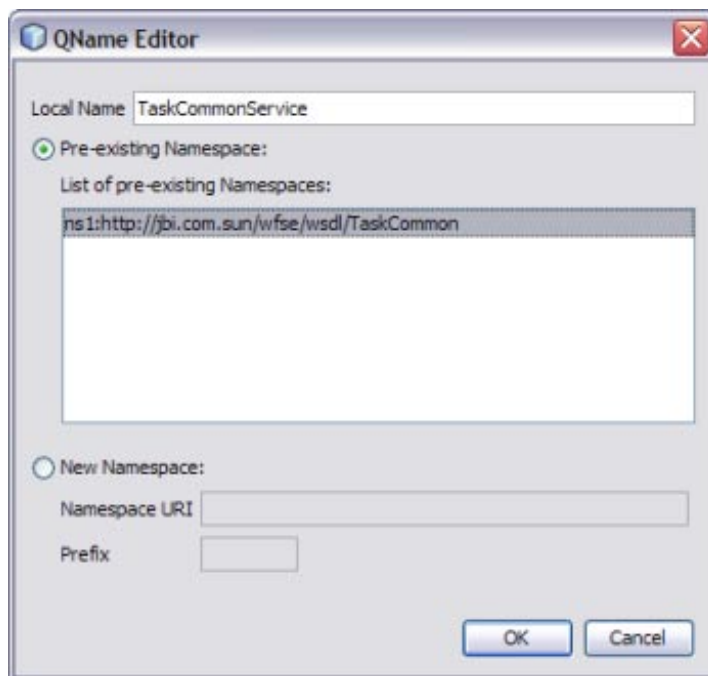 QName Editor
Local Name TaskCommonService
Pre-existing Namespace:
List of pre-existing Namespaces:
ns1:http://jbi.com.sun/wfse/wsdl/TaskCommon
New Namespace:
Namespace URI
Prefix
OK Cancel